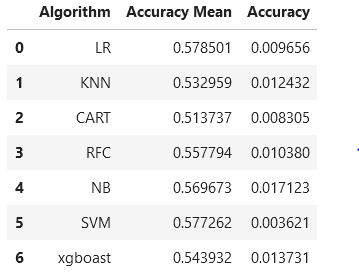 Algorithm Accuracy Mean Accuracy
0 LR 0.578501 0.009656
1 KNN 0.532959 0.012432
2 CART 0.513737 0.008305
3 RFC 0.557794 0.010380
4 NB 0.569673 0.017123
5 SVM 0.577262 0.003621
6 xgboast 0.543932 0.013731